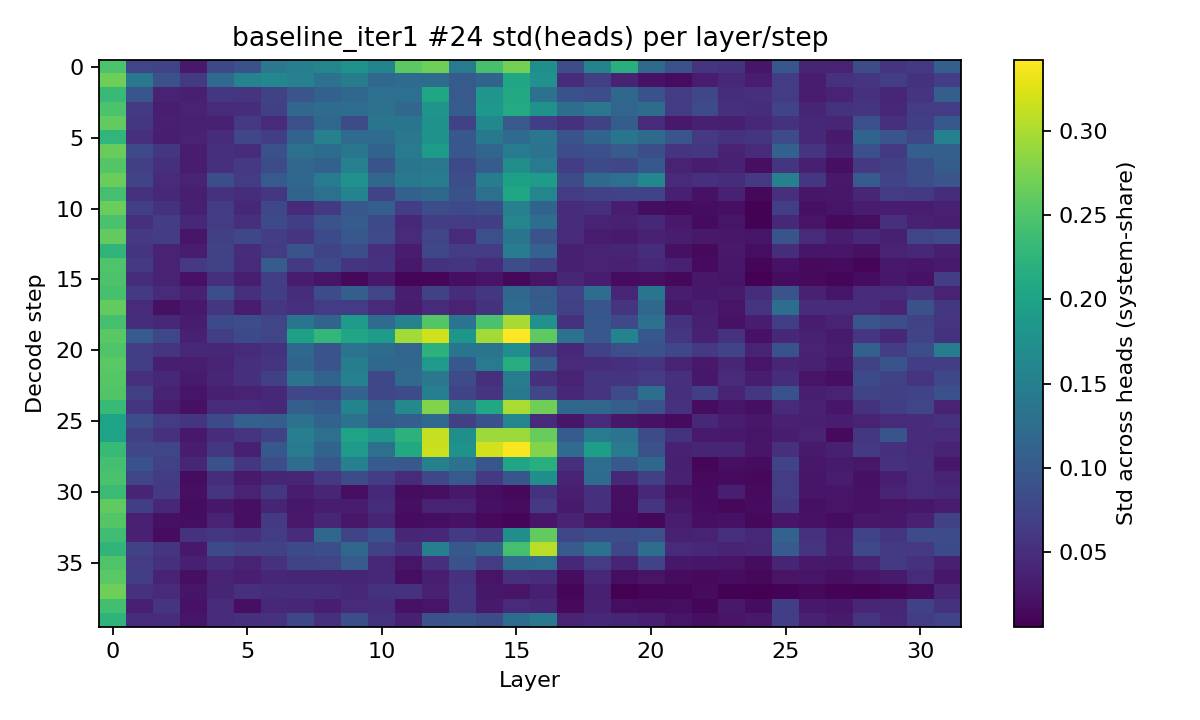 baseline_iter1 #24 std(heads) per layer/step
0
5
10
15
20
25
30
35
Decode step
0 5 10 15 20 25 30
Layer
0.30
0.25
0.20
0.15
0.10
0.05
Std across heads (system-share)